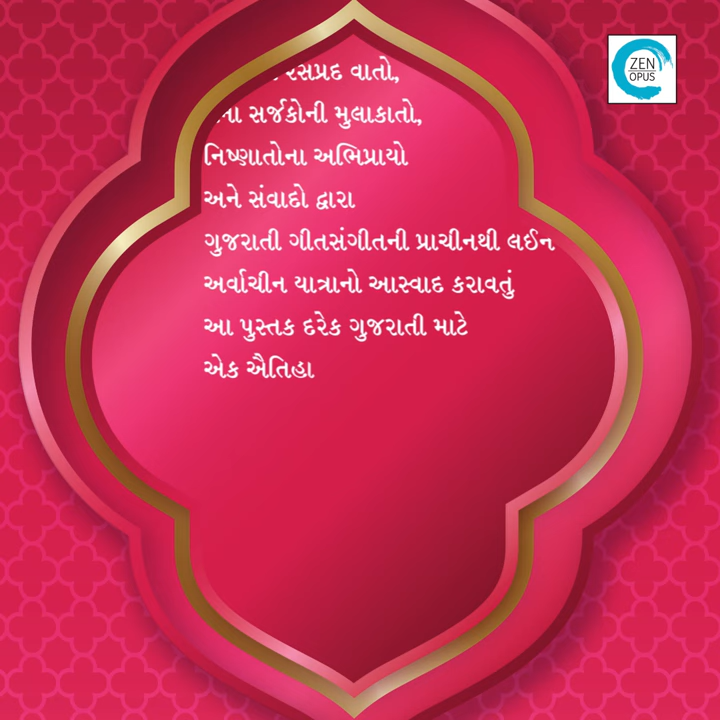 રસપ્રદ વાતો,
સર્જકોની મુલાકાતો,
નિષ્ણાતોના અભિપ્રાયો
અને સંવાદો દ્વારા
ગુજરાતી ગીતસંગીતની પ્રાચીનથી લઈન
અર્વાચીન યાત્રાનો આસ્વાદ કરાવતું
આ પુસ્તક દરેક ગુજરાતી માટે
એક ઐતિહા
ZEN
OPUS